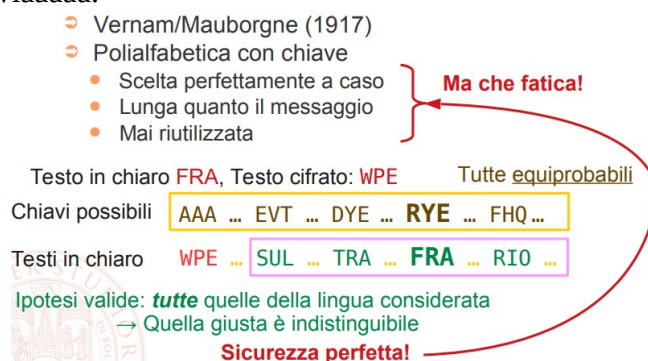 Vernam/Mauborgne (1917)
Polialfabetica con chiave
Scelta perfettamente a caso
Lunga quanto il messaggio
Mai riutilizzata
Ma che fatica!
Testo in chiaro FRA, Testo cifrato: WPE
Tutte equiprobabili
Chiavi possibili AAA … EVT … DYE … RYE … FHQ …
Testi in chiaro WPE … SUL … TRA … FRA … RIO …
Ipotesi valide: tutte quelle della lingua considerata
→ Quella giusta è indistinguibile
Sicurezza perfetta!